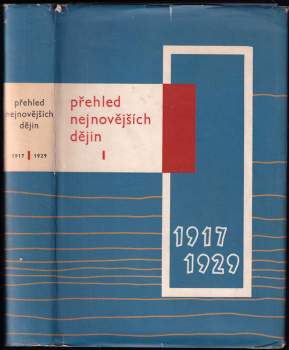 přehled
nejnovějších
dějin
1917 1929
přehled
nejnovějších
dějin
I
1917
1929